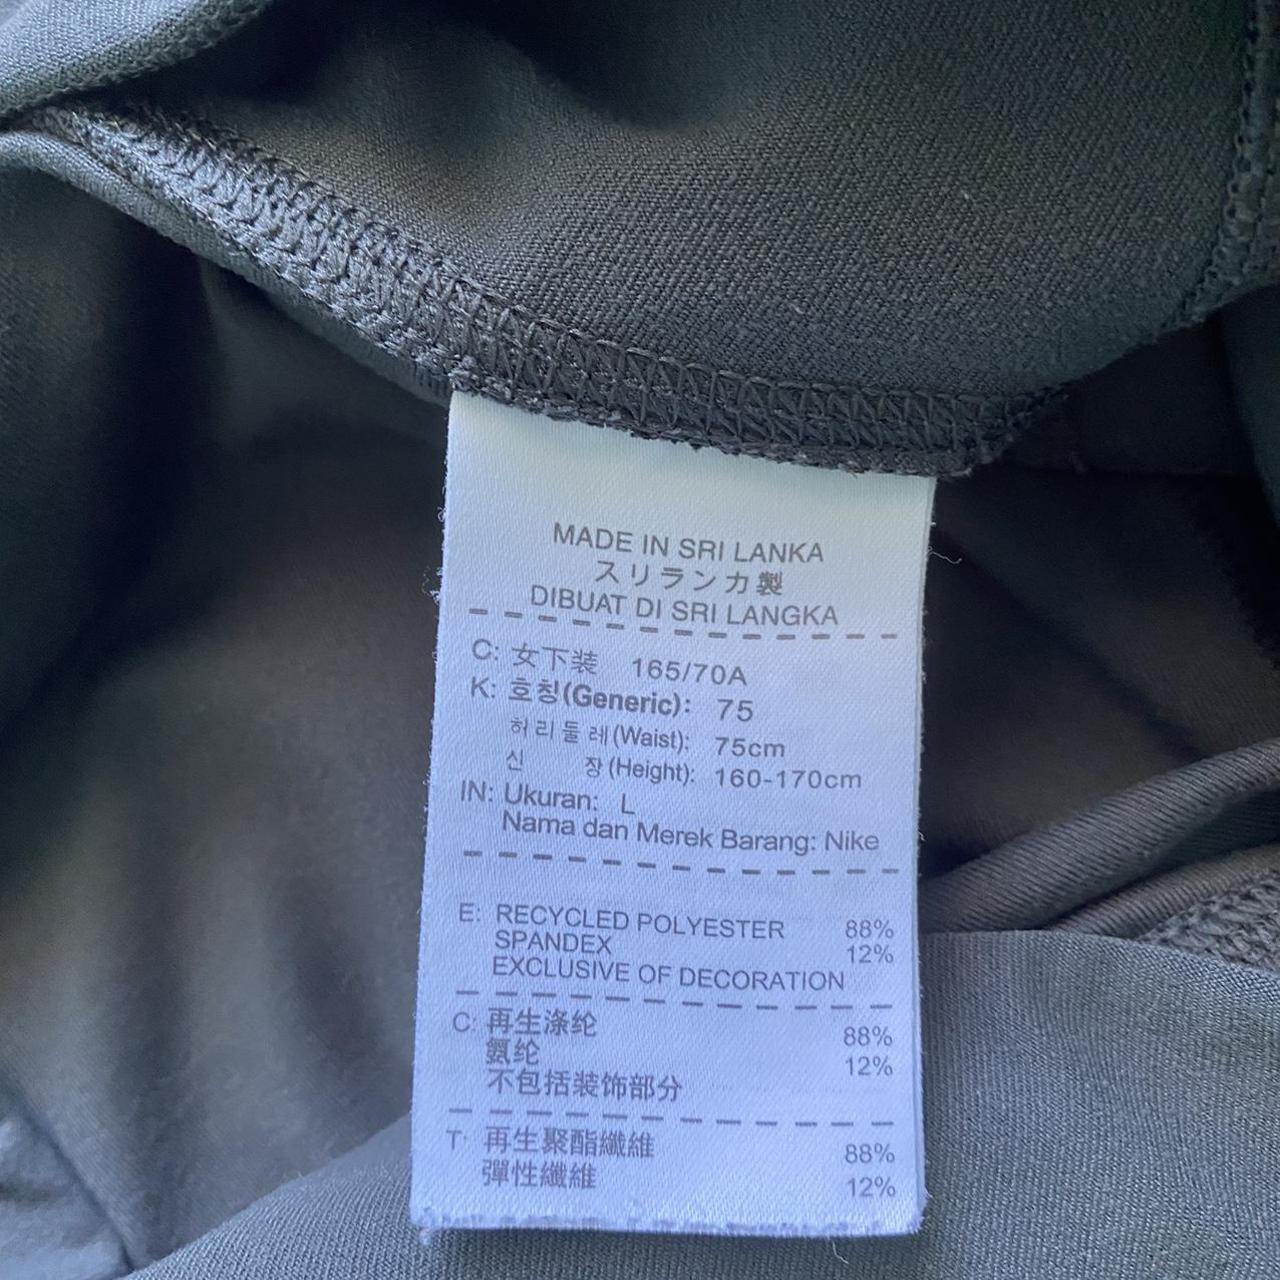 MADE IN SRI LANKA
スリランカ製
DIBUAT DI SRI LANGKA
C: 女下装 165/70A
K: 호칭(Generic): 75
허리둘레(Waist): 75cm
신 장(Height): 160-170cm
IN: Ukuran: L
Nama dan Merek Barang: Nike
E: RECYCLED POLYESTER 88%
SPANDEX 12%
EXCLUSIVE OF DECORATION
C: 再生涤纶 88%
氨纶 12%
不包括装饰部分
T: 再生聚酯纖維 88%
彈性纖維 12%